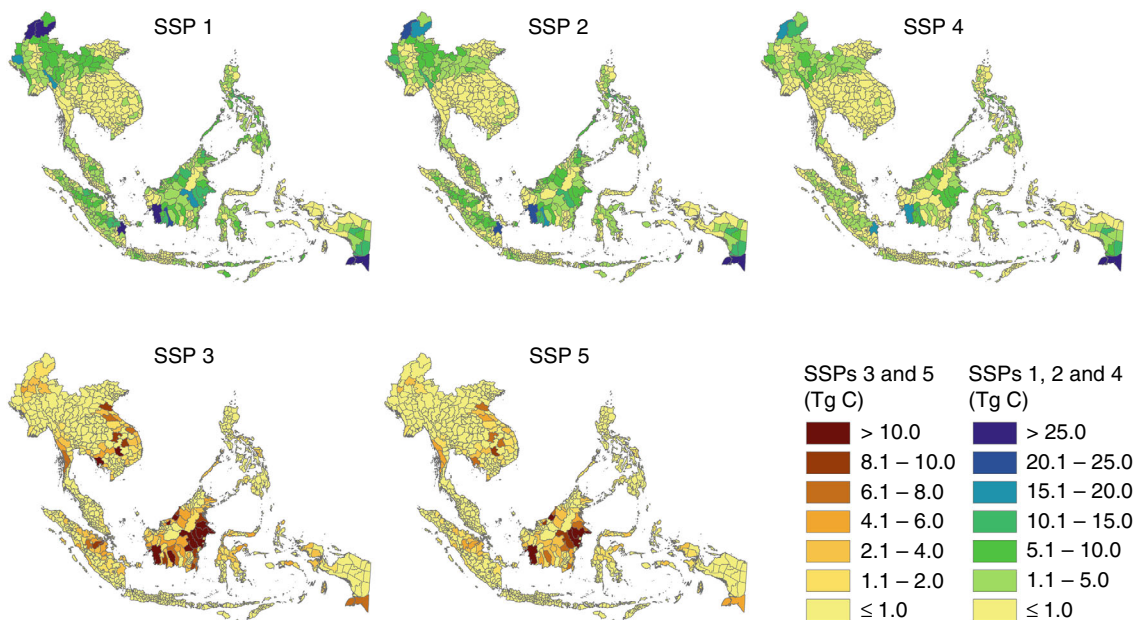 SSP 1
SSP 2
SSP 4
SSP 3
SSP 5
SSPs 3 and 5
(Tg C)
> 10.0
8.1 – 10.0
6.1 – 8.0
4.1 – 6.0
2.1 – 4.0
1.1 – 2.0
≤ 1.0
SSPs 1, 2 and 4
(Tg C)
> 25.0
20.1 – 25.0
15.1 – 20.0
10.1 – 15.0
5.1 – 10.0
1.1 – 5.0
≤ 1.0